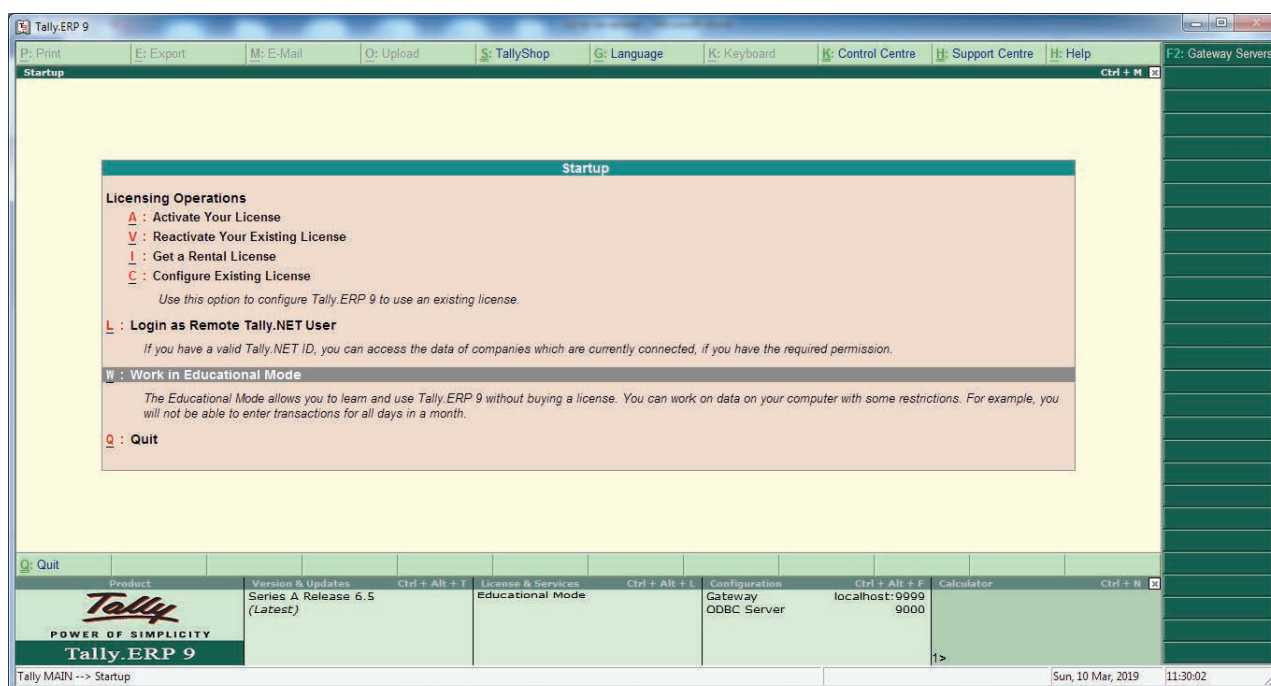 Tally.ERP 9
P: Print E: Export M: E-Mail O: Upload S: TallyShop G: Language K: Keyboard K: Control Centre H: Support Centre H: Help F2: Gateway Servers
Startup Ctrl + M
Startup
Licensing Operations
A : Activate Your License
V : Reactivate Your Existing License
I : Get a Rental License
C : Configure Existing License
Use this option to configure Tally.ERP 9 to use an existing license.
L : Login as Remote Tally.NET User
If you have a valid Tally.NET ID, you can access the data of companies which are currently connected, if you have the required permission.
W : Work in Educational Mode
The Educational Mode allows you to learn and use Tally.ERP 9 without buying a license. You can work on data on your computer with some restrictions. For example, you
will not be able to enter transactions for all days in a month.
Q : Quit
Q: Quit
Product Version & Updates Ctrl + Alt + T License & Services Ctrl + Alt + L Configuration Ctrl + Alt + F Calculator Ctrl + N
Tally Series A Release 6.5 Educational Mode Gateway localhost:9999
(Latest) ODBC Server 9000
POWER OF SIMPLICITY
Tally.ERP 9 1>
Tally MAIN --> Startup Sun, 10 Mar, 2019 11:30:02